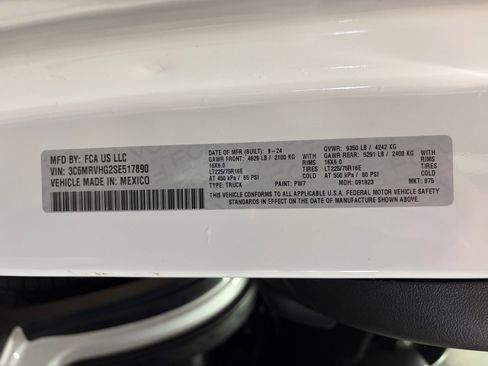 MFD BY: FCA US LLC
VIN: 3C6MRVHG2SE517890
VEHICLE MADE IN: MEXICO
DATE OF MFR (BUILT): 9-24
GAWR FRONT: 4629 LB / 2100 KG
16X6.0
LT225/75R16E
AT 450 kPa / 65 PSI
TYPE: TRUCK
WITH
RIMS
TIRES
COLD
PAINT: PW7
GVWR: 9350 LB / 4242 KG
GAWR REAR: 5291 LB / 2400 KG
16X6.0
LT225/75R16E
AT 550 kPa / 80 PSI
MDH: 091823
WITH
RIMS
TIRES
COLD
MKT: 875
THIS VEHICLE CONFORMS TO ALL APPLICABLE U.S.A. FEDERAL MOTOR VEHICLE SAFETY
STANDARDS IN EFFECT ON THE DATE OF MANUFACTURE SHOWN ABOVE.